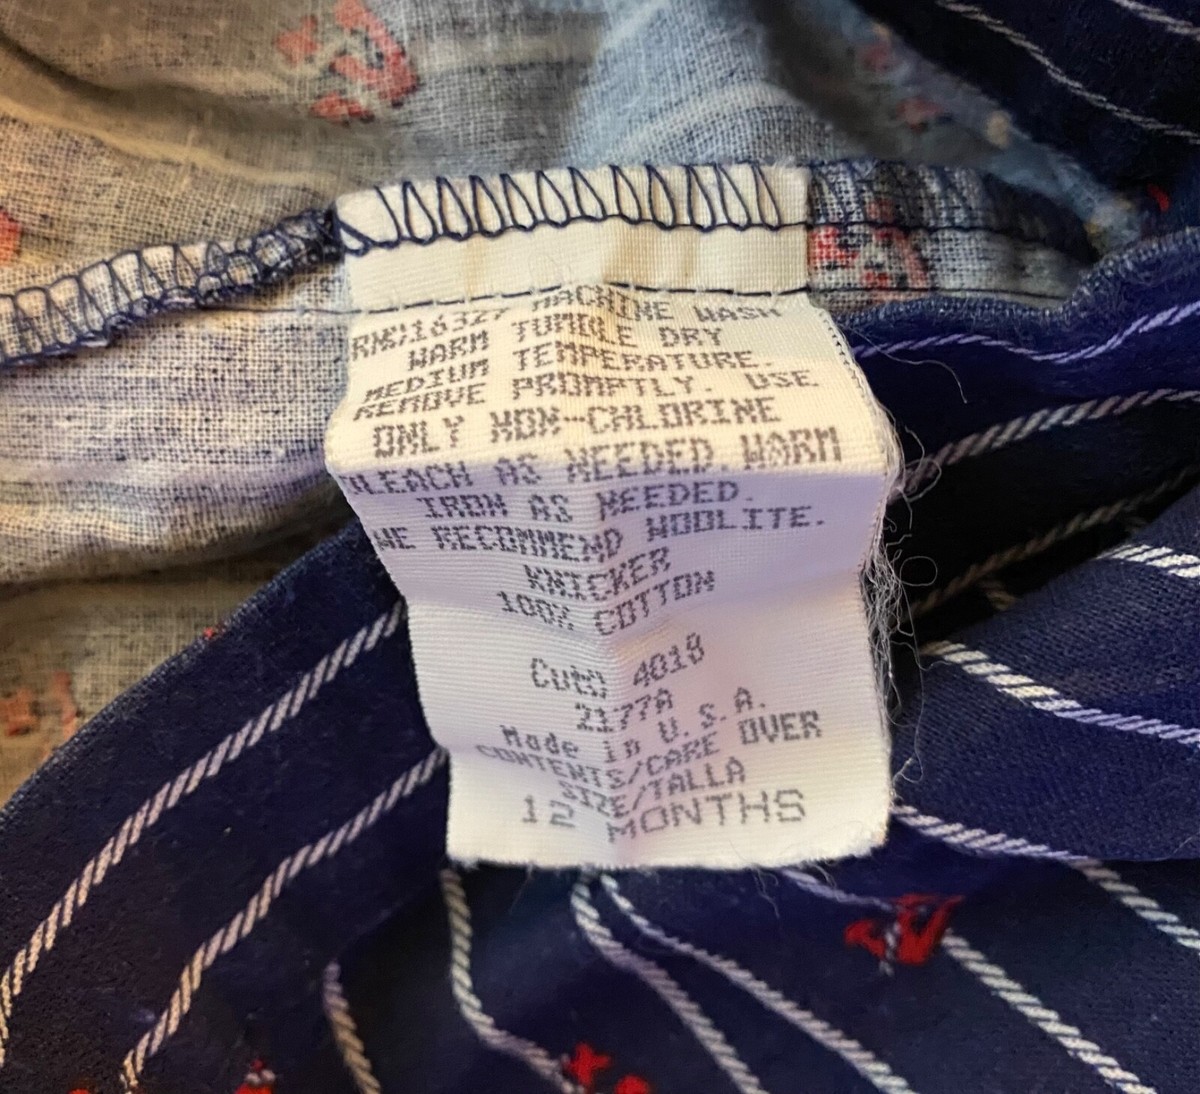 RN#16327 MACHINE WASH
WARM TUMBLE DRY
MEDIUM TEMPERATURE.
REMOVE PROMPTLY. USE
ONLY NON-CHLORINE
BLEACH AS NEEDED. WARM
IRON AS NEEDED.
WE RECOMMEND WOOLITE.
KNICKER
100% COTTON
Cut: 4018
2177A
Made in U.S.A.
CONTENTS/CARE OVER
SIZE/TALLA
12 MONTHS